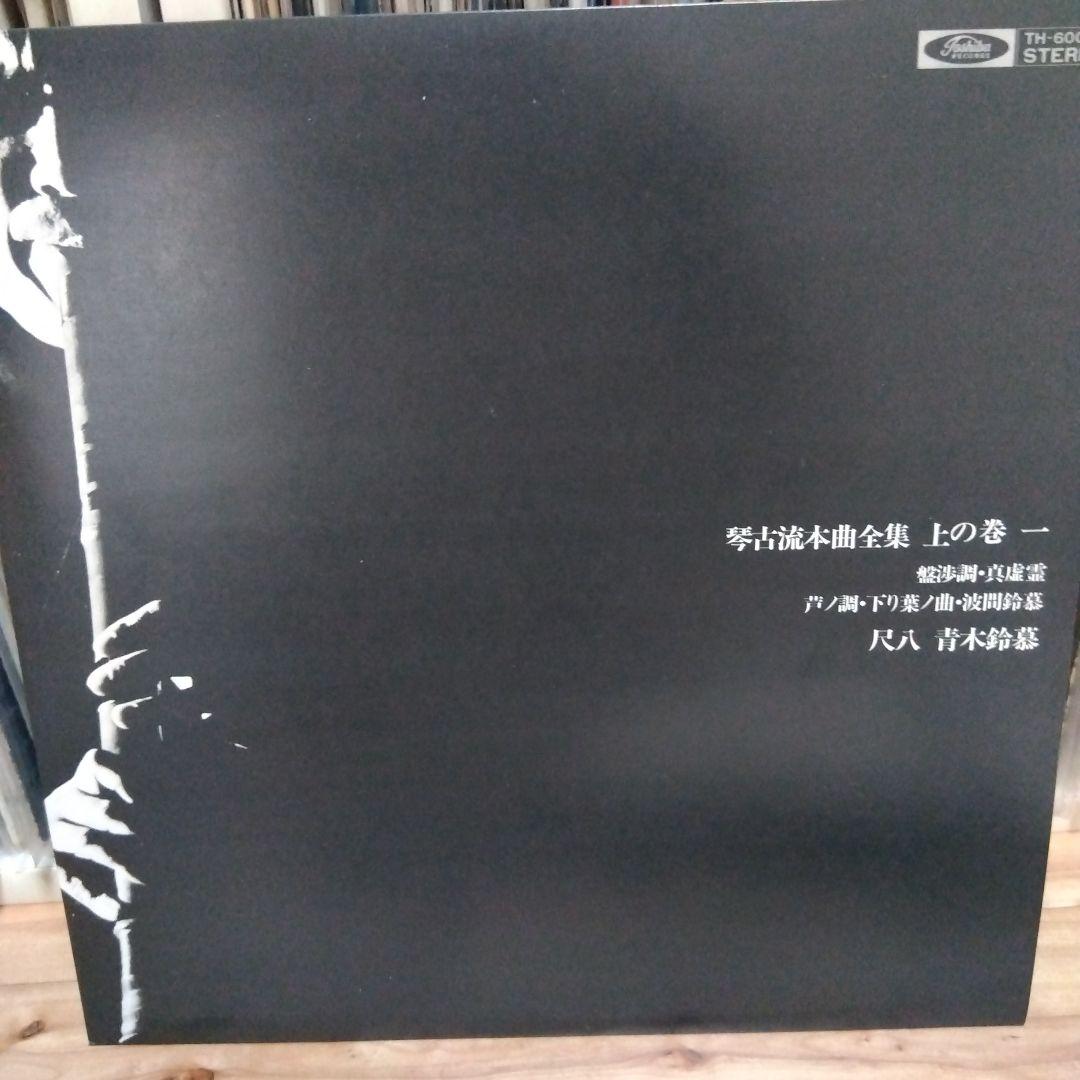 Toshiba
RECORDS
TH-600
STER
琴古流本曲全集 上の巻 一
盤渉調・真虚霊
芦ノ調・下り葉ノ曲・波間鈴慕
尺八 青木鈴慕